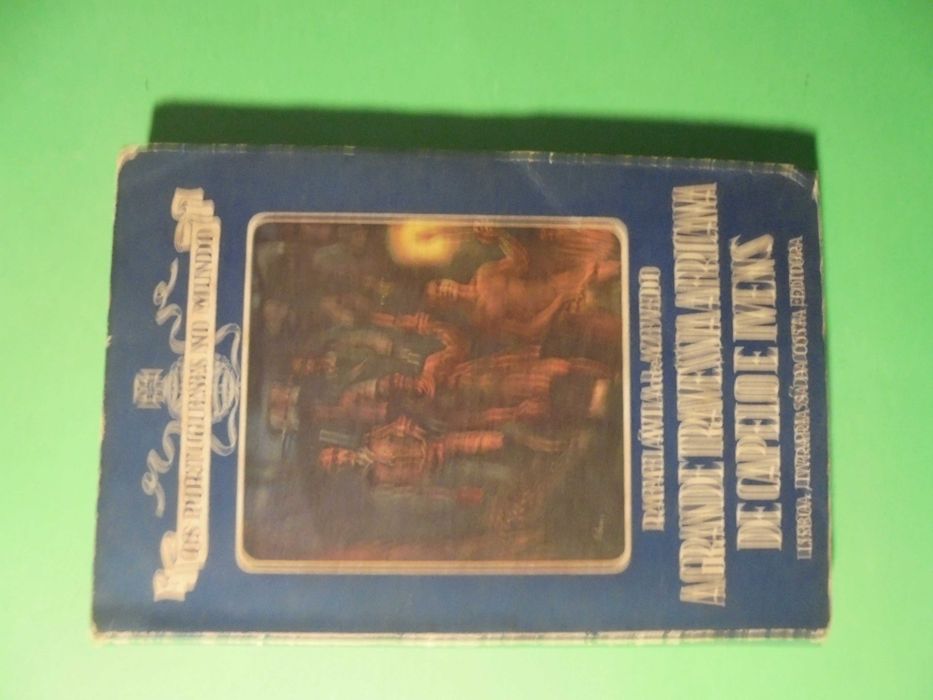 OS PORTUGUESES NO MUNDO
RAFAEL ÁVILA DE AZEVEDO
A GRANDE TRAVESSIA AFRICANA
DE CAPELO E IVENS
LISBOA / LIVRARIA SÁ DA COSTA EDITORA